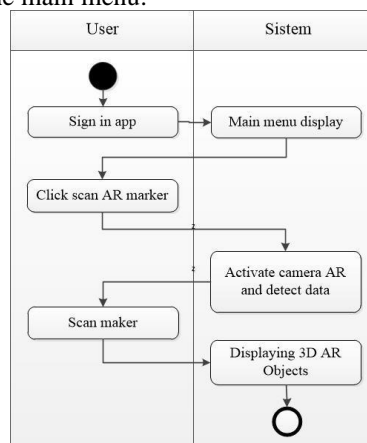 the main menu.
User Sistem
Sign in app Main menu display
Click scan AR marker
z
Activate camera AR
and detect data
z
Scan maker
Displaying 3D AR
Objects